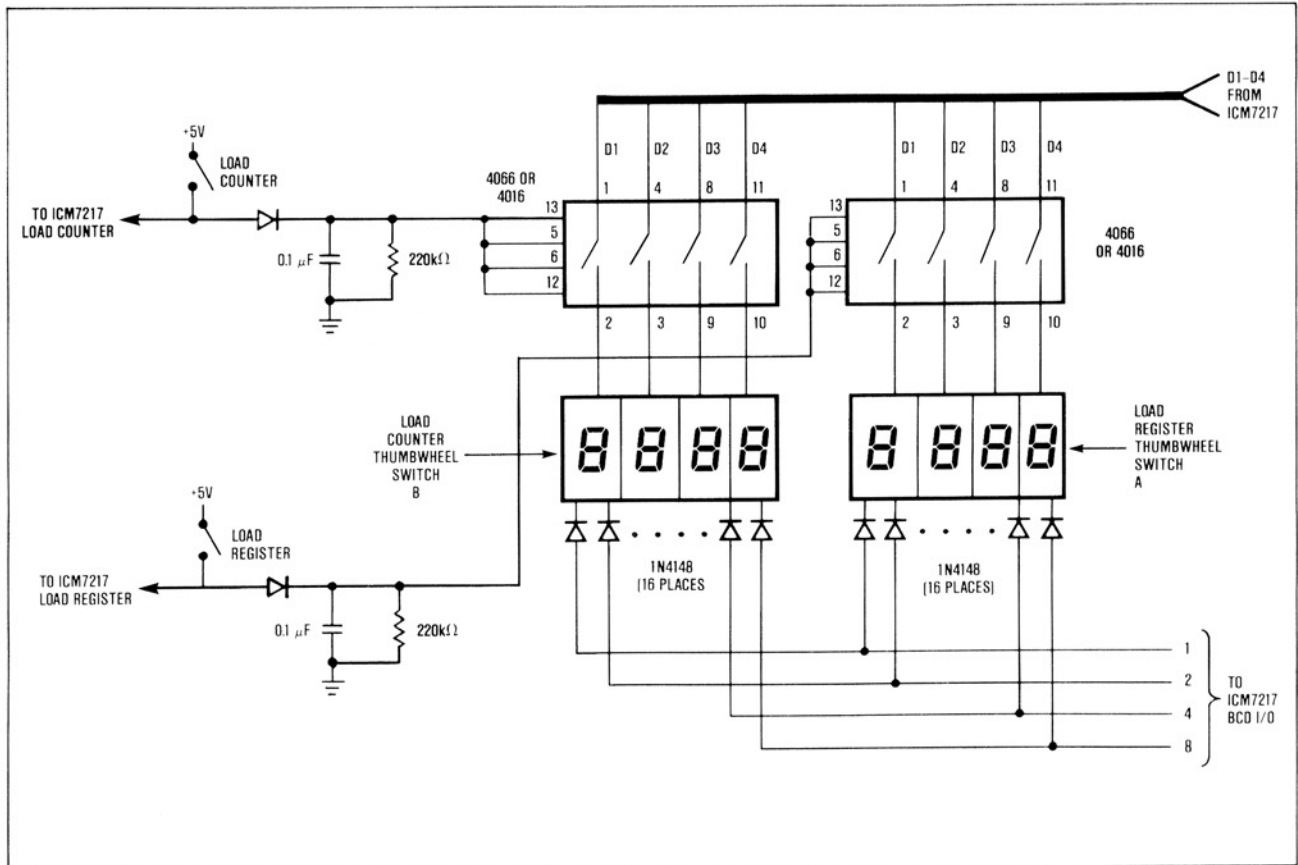 D1–D4
FROM
ICM7217
+5V
LOAD
COUNTER
TO ICM7217
LOAD COUNTER
0.1 µF
220kΩ
4066 OR
4016
13
5
6
12
D1 D2 D3 D4
1 4 8 11
2 3 9 10
D1 D2 D3 D4
1 4 8 11
13
5
6
12
4066
OR 4016
2 3 9 10
LOAD
COUNTER
THUMBWHEEL
SWITCH
B
8 8 8 8
8 8 8 8
LOAD
REGISTER
THUMBWHEEL
SWITCH
A
+5V
LOAD
REGISTER
TO ICM7217
LOAD REGISTER
0.1 µF
220kΩ
1N4148
(16 PLACES
1N4148
(16 PLACES)
1
2
4
8
TO
ICM7217
BCD I/O